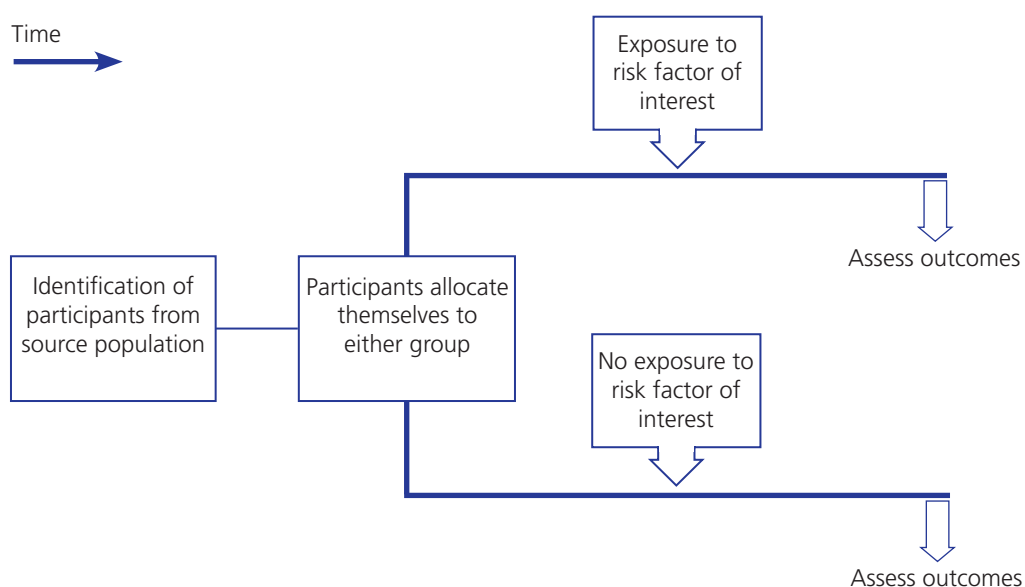 Time
Exposure to
risk factor of
interest
Assess outcomes
Identification of
participants from
source population
Participants allocate
themselves to
either group
No exposure to
risk factor of
interest
Assess outcomes